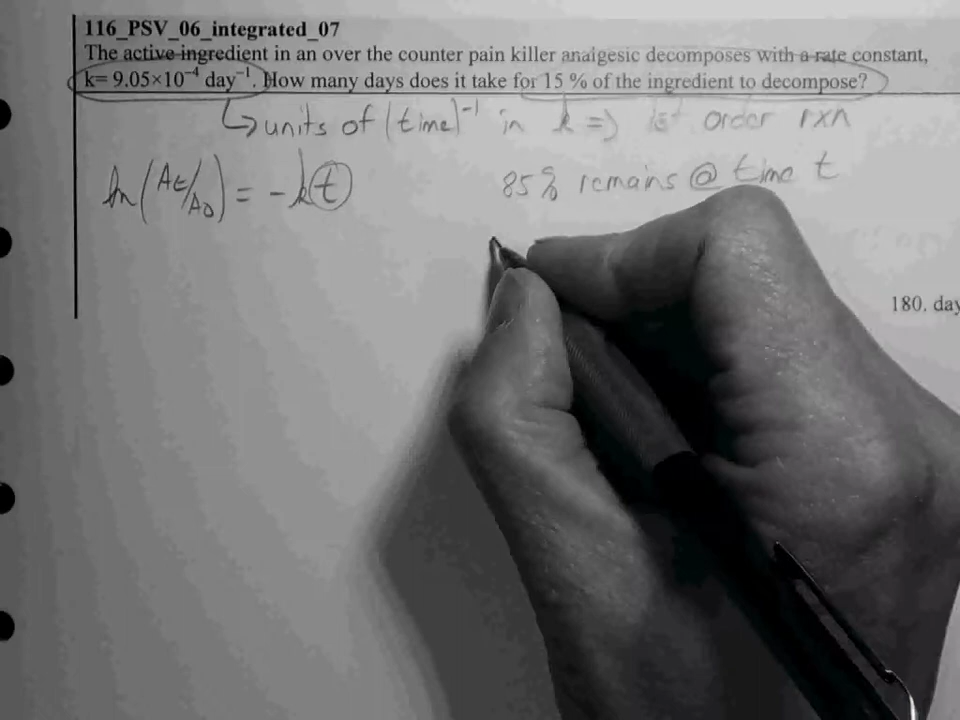 116_PSV_06_integrated_07
The active ingredient in an over the counter pain killer analgesic decomposes with a rate constant,
k= 9.05×10⁻⁴ day⁻¹. How many days does it take for 15 % of the ingredient to decompose?
↳ units of (time)⁻¹ in k ⇒ 1st order rxn
ln(At/A0) = -kt
85% remains @ time t
180. day